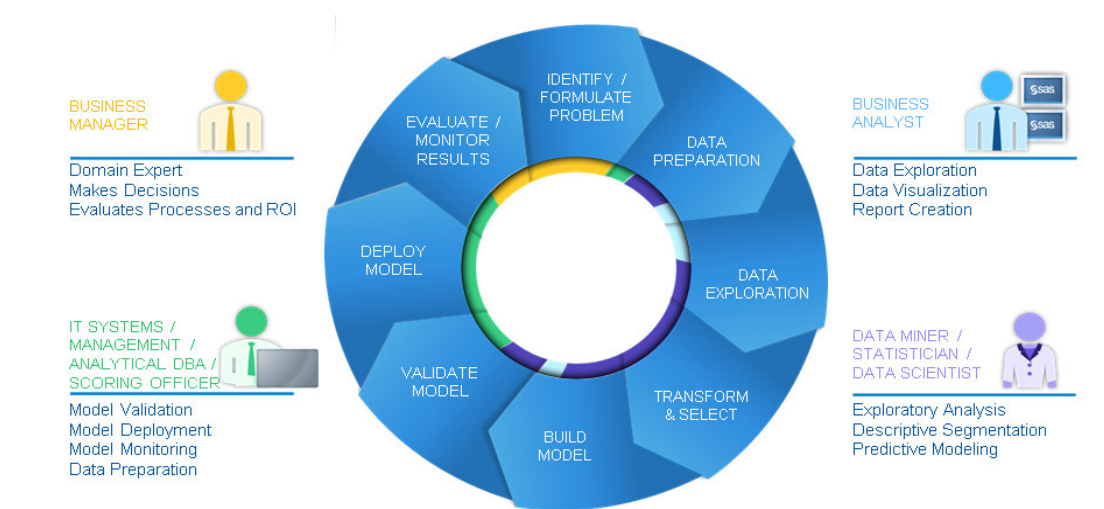 BUSINESS
MANAGER
Domain Expert
Makes Decisions
Evaluates Processes and ROI
IT SYSTEMS /
MANAGEMENT /
ANALYTICAL DBA /
SCORING OFFICER
Model Validation
Model Deployment
Model Monitoring
Data Preparation
IDENTIFY /
FORMULATE
PROBLEM
DATA
PREPARATION
DATA
EXPLORATION
TRANSFORM
& SELECT
BUILD
MODEL
VALIDATE
MODEL
DEPLOY
MODEL
EVALUATE /
MONITOR
RESULTS
BUSINESS
ANALYST
sas
sas
Data Exploration
Data Visualization
Report Creation
DATA MINER /
STATISTICIAN /
DATA SCIENTIST
Exploratory Analysis
Descriptive Segmentation
Predictive Modeling